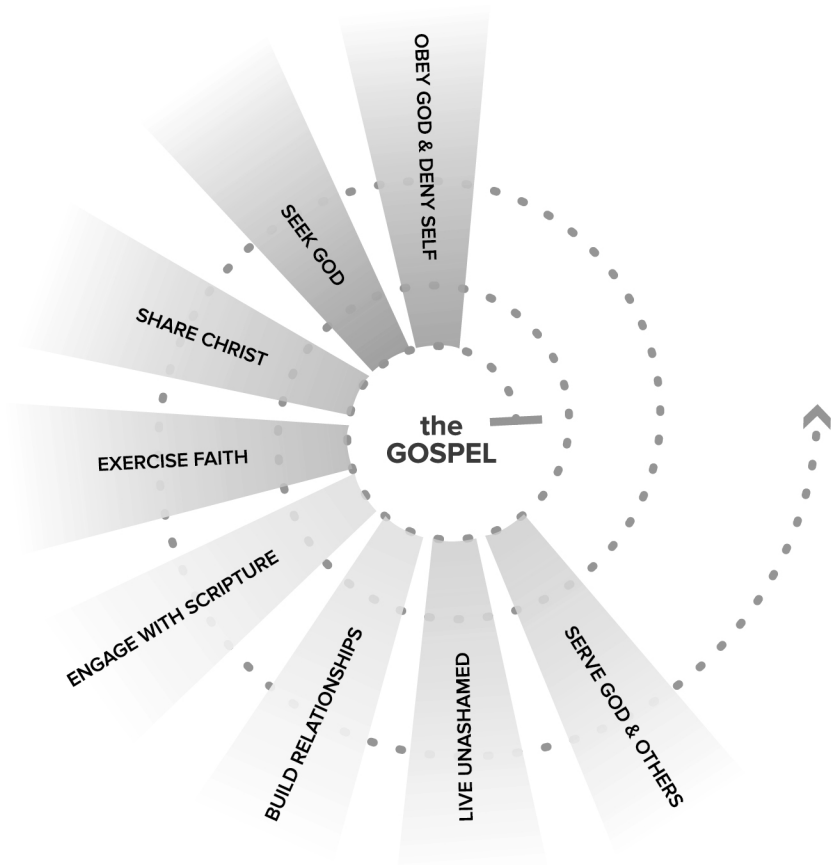 OBEY GOD & DENY SELF
SEEK GOD
SHARE CHRIST
EXERCISE FAITH
ENGAGE WITH SCRIPTURE
BUILD RELATIONSHIPS
LIVE UNASHAMED
SERVE GOD & OTHERS
the
GOSPEL